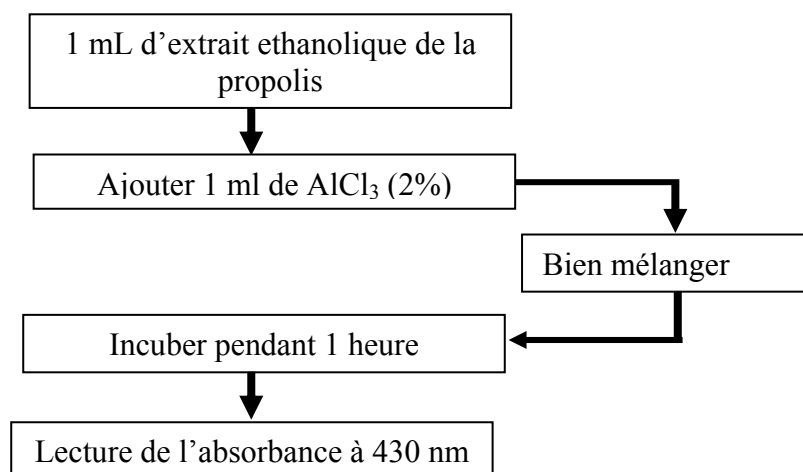 1 mL d’extrait ethanolique de la
propolis
Ajouter 1 ml de AlCl₃ (2%)
Bien mélanger
Incuber pendant 1 heure
Lecture de l’absorbance à 430 nm